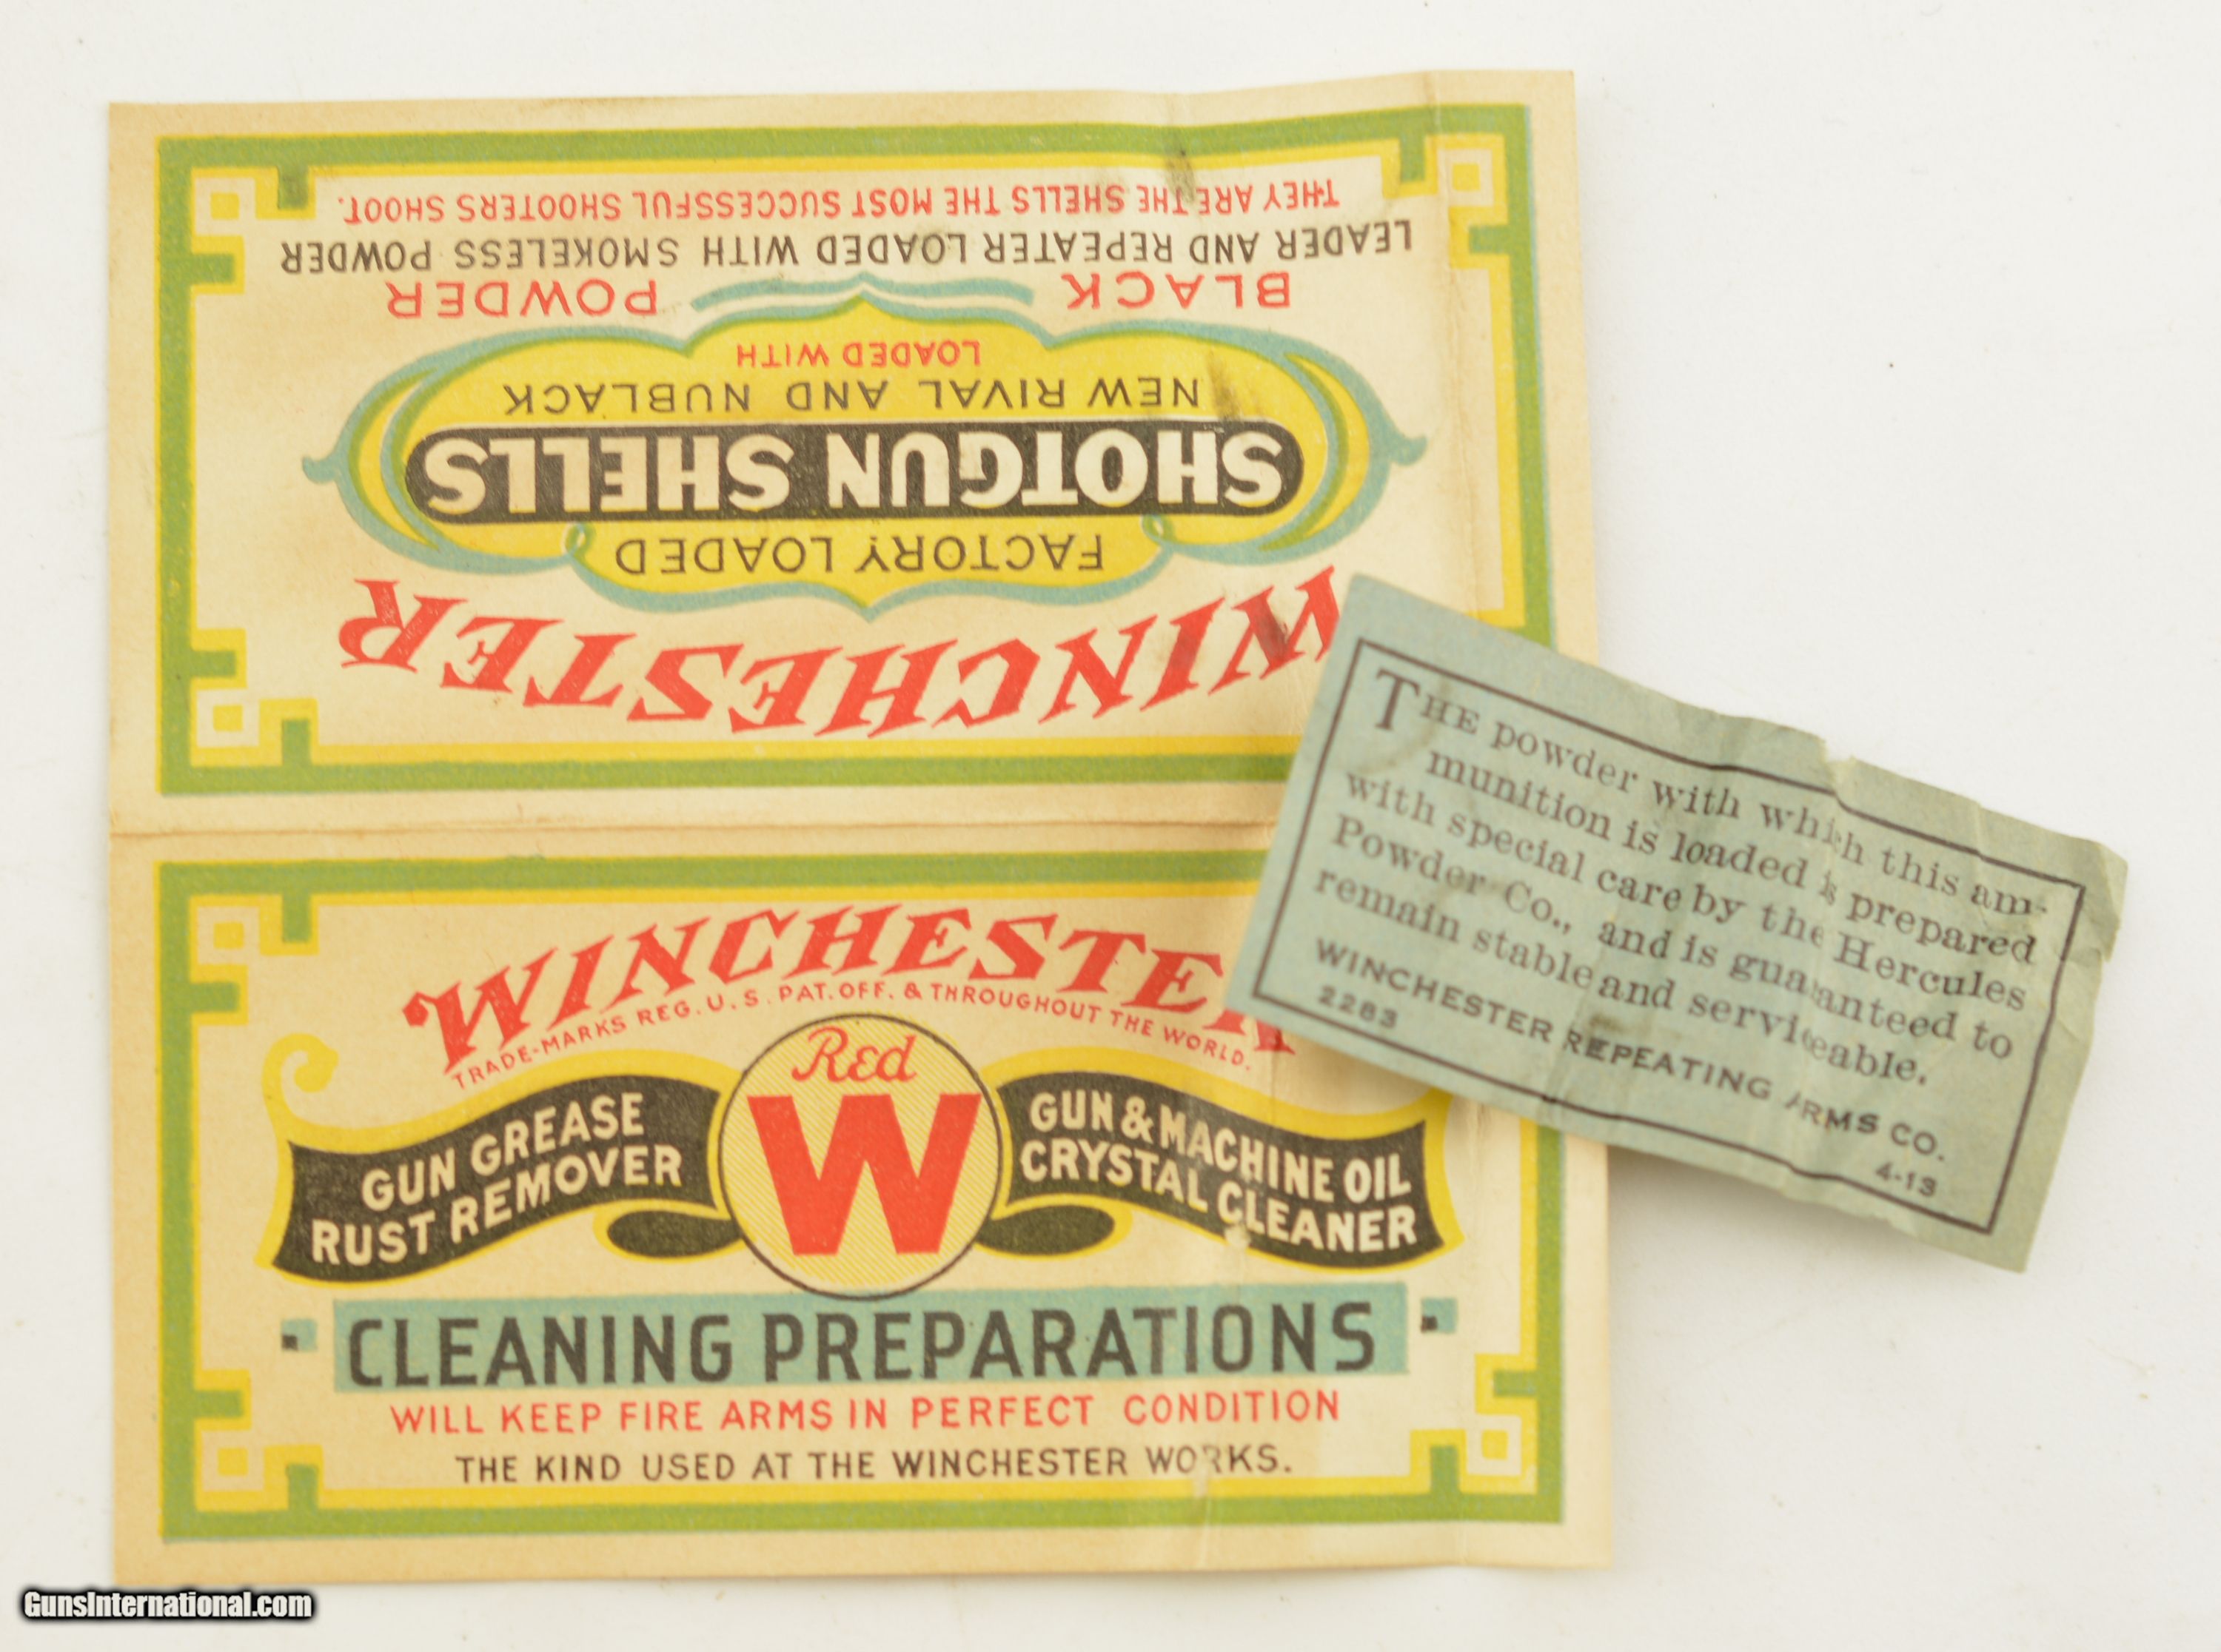 WINCHESTER
FACTORY LOADED
SHOTGUN SHELLS
NEW RIVAL AND NUBLACK
LOADED WITH
BLACK POWDER
LEADER AND REPEATER LOADED WITH SMOKELESS POWDER
THEY ARE THE SHELLS THE MOST SUCCESSFUL SHOOTERS SHOOT.
WINCHESTER
TRADE-MARKS REG. U.S. PAT. OFF. & THROUGHOUT THE WORLD.
GUN GREASE
RUST REMOVER
Red
W
GUN & MACHINE OIL
CRYSTAL CLEANER
CLEANING PREPARATIONS
WILL KEEP FIRE ARMS IN PERFECT CONDITION
THE KIND USED AT THE WINCHESTER WORKS.
THE powder with which this am-
munition is loaded is prepared
with special care by the Hercules
Powder Co., and is guaranteed to
remain stable and serviceable.
WINCHESTER REPEATING ARMS CO.
2283 4-13
GunsInternational.com